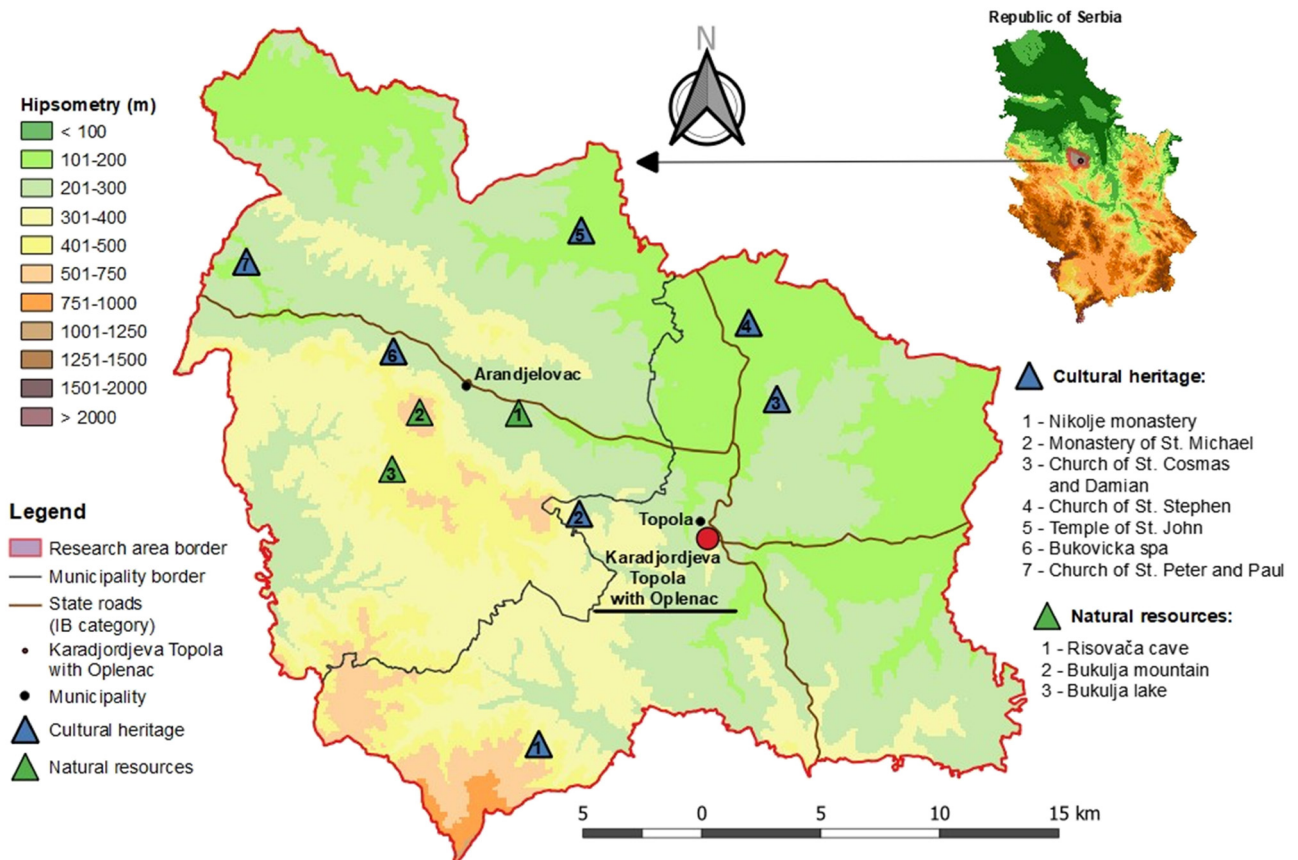 Republic of Serbia
N
Hipsometry (m)
< 100
101-200
201-300
301-400
401-500
501-750
751-1000
1001-1250
1251-1500
1501-2000
> 2000
Legend
Research area border
Municipality border
State roads
(IB category)
Karadjordjeva Topola
with Oplenac
Municipality
Cultural heritage
Natural resources
5
7
4
6
Arandjelovac
3
2
1
3
2
Topola
Karadjordjeva
Topola
with Oplenac
1
Cultural heritage:
1 - Nikolje monastery
2 - Monastery of St. Michael
3 - Church of St. Cosmas
and Damian
4 - Church of St. Stephen
5 - Temple of St. John
6 - Bukovicka spa
7 - Church of St. Peter and Paul
Natural resources:
1 - Risovača cave
2 - Bukulja mountain
3 - Bukulja lake
5 0 5 10 15 km